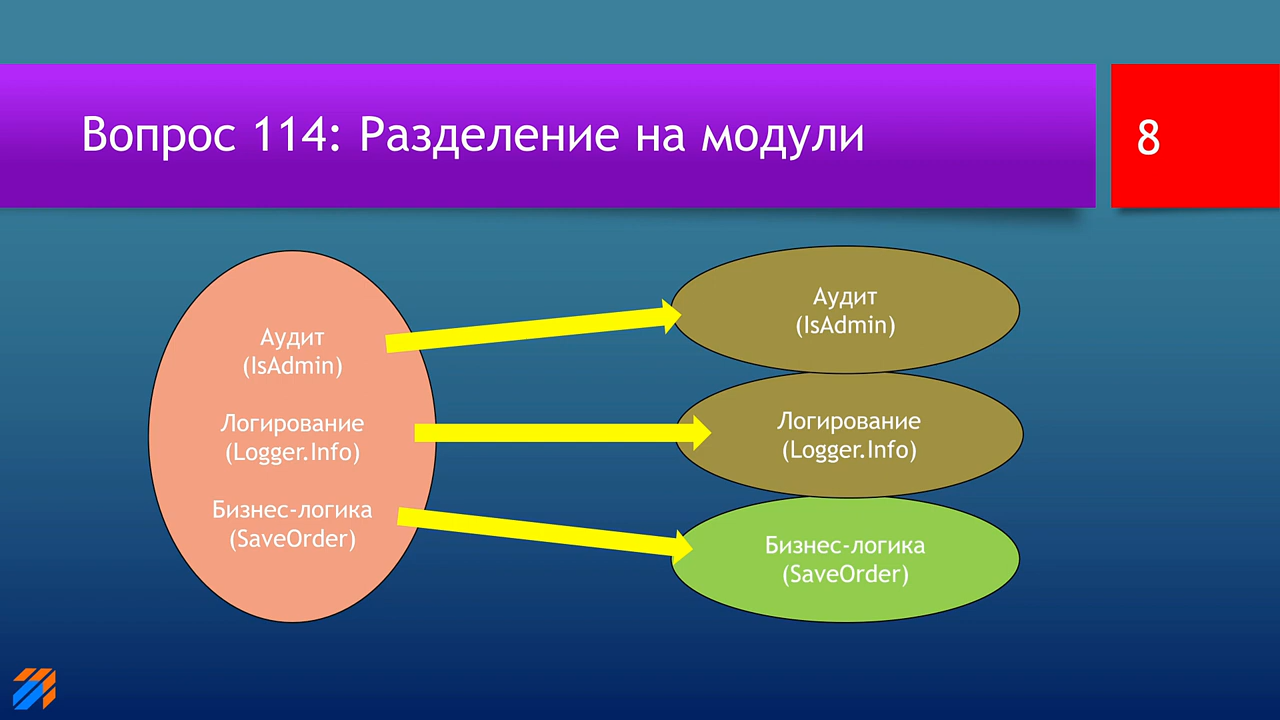 Вопрос 114: Разделение на модули
8
Аудит
(IsAdmin)
Логирование
(Logger.Info)
Бизнес-логика
(SaveOrder)
Аудит
(IsAdmin)
Логирование
(Logger.Info)
Бизнес-логика
(SaveOrder)